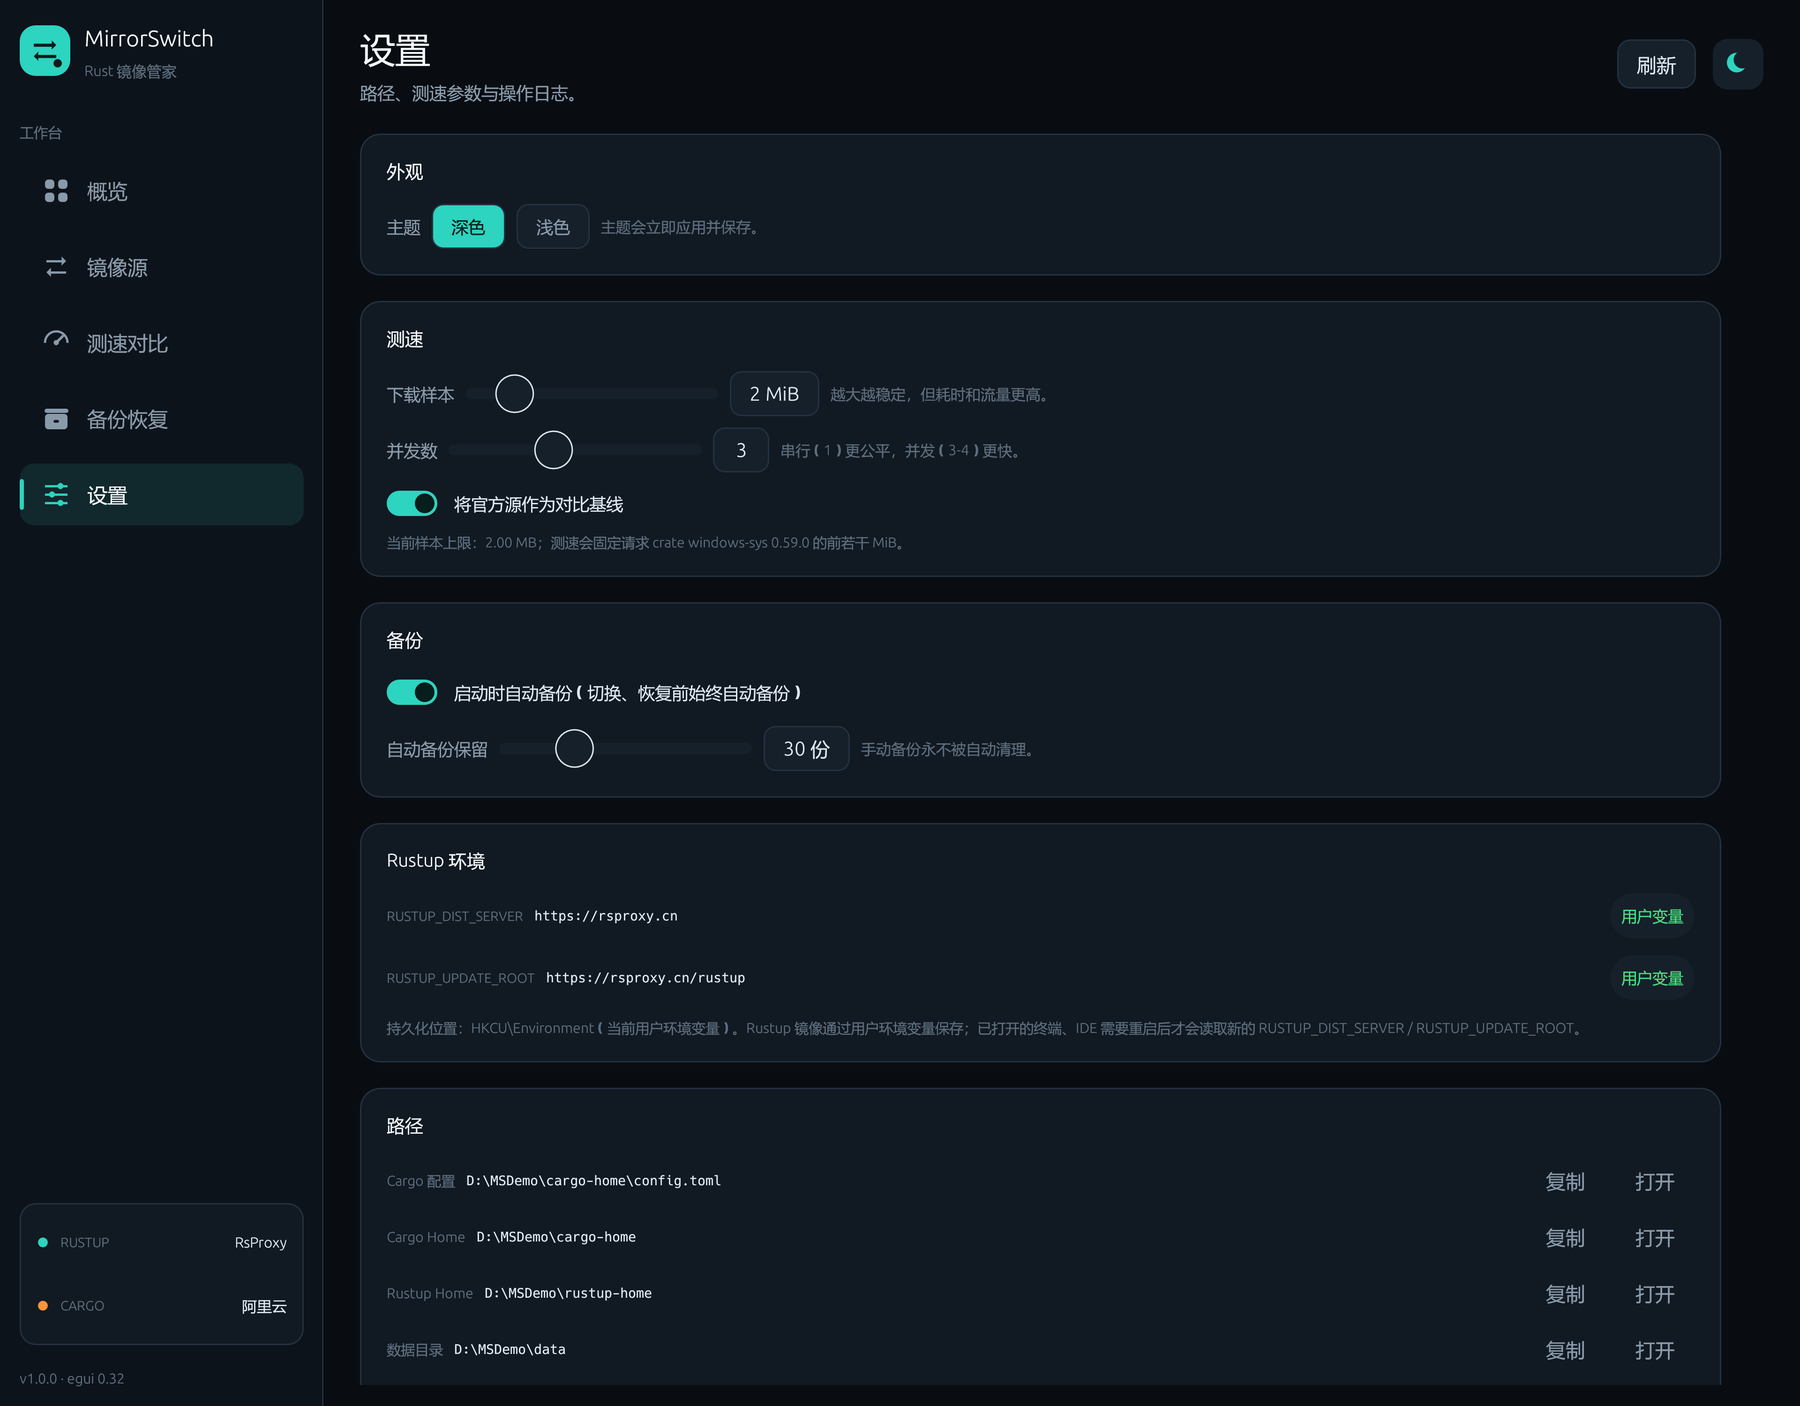 MirrorSwitch
Rust 镜像管家
工作台
概览
镜像源
测速对比
备份恢复
设置
RUSTUP RsProxy
CARGO 阿里云
v1.0.0 · egui 0.32
设置
路径、测速参数与操作日志。
刷新
外观
主题 深色 浅色 主题会立即应用并保存。
测速
下载样本 2 MiB 越大越稳定，但耗时和流量更高。
并发数 3 串行（1）更公平，并发（3-4）更快。
将官方源作为对比基线
当前样本上限：2.00 MB；测速会固定请求 crate windows-sys 0.59.0 的前若干 MiB。
备份
启动时自动备份（切换、恢复前始终自动备份）
自动备份保留 30 份 手动备份永不被自动清理。
Rustup 环境
RUSTUP_DIST_SERVER https://rsproxy.cn 用户变量
RUSTUP_UPDATE_ROOT https://rsproxy.cn/rustup 用户变量
持久化位置：HKCU\Environment（当前用户环境变量）。Rustup 镜像通过用户环境变量保存；已打开的终端、IDE 需要重启后才会读取新的 RUSTUP_DIST_SERVER / RUSTUP_UPDATE_ROOT。
路径
Cargo 配置 D:\MSDemo\cargo-home\config.toml 复制 打开
Cargo Home D:\MSDemo\cargo-home 复制 打开
Rustup Home D:\MSDemo\rustup-home 复制 打开
数据目录 D:\MSDemo\data 复制 打开